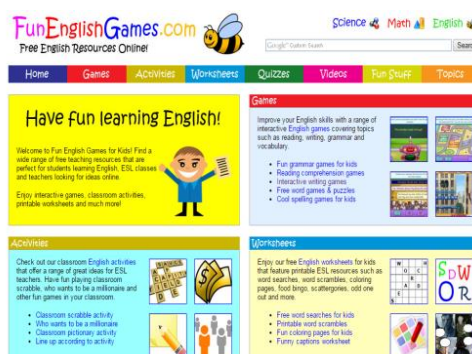 FunEnglishGames.com
Free English Resources Online!
Science Math English
Google Custom Search
Home Games Activities Worksheets Quizzes Videos Fun Stuff Topics
Have fun learning English!
Welcome to Fun English Games for Kids! Find a
wide range of free teaching resources that are
perfect for students learning English, ESL classes
and teachers looking for ideas online.
Enjoy interactive games, classroom activities,
printable worksheets and much more!
Games
Improve your English skills with a range of
interactive English games covering topics
such as reading, writing, grammar and
vocabulary.
Fun grammar games for kids
Reading comprehension games
Interactive writing games
Free word games & puzzles
Cool spelling games for kids
Activities
Check out our classroom English activities
that offer a range of great ideas for ESL
teachers. Have fun playing classroom
scrabble, who wants to be a millionaire and
other fun games in your classroom.
Classroom scrabble activity
Who wants to be a millionaire
Classroom pictionary activity
Line up according to activity
Worksheets
Enjoy our free English worksheets for kids
that feature printable ESL resources such as
word searches, word scrambles, coloring
pages, food bingo, scattergories, odd one
out and more.
Free word searches for kids
Printable word scrambles
Fun coloring pages for kids
Funny captions worksheet